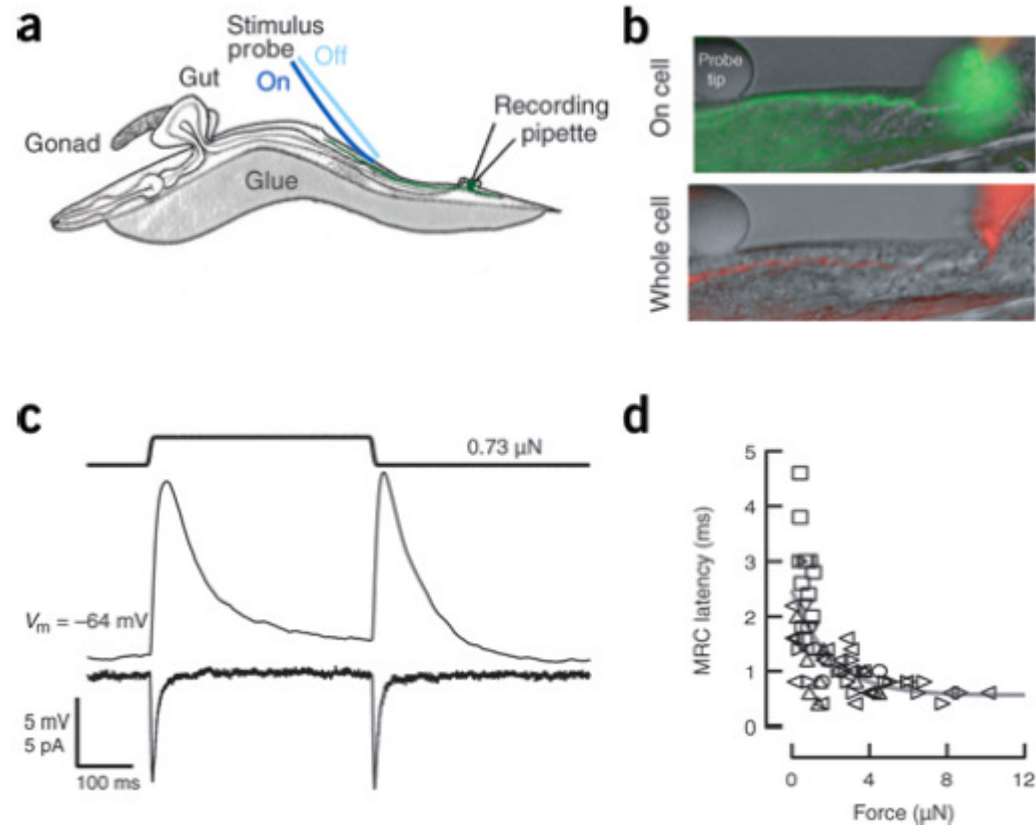 a
Stimulus
probe
On
Off
Gut
Gonad
Glue
Recording
pipette
b
On cell
Probe
tip
Whole cell
c
0.73 µN
Vm = –64 mV
5 mV
5 pA
100 ms
d
MRC latency (ms)
5
4
3
2
1
0
0 4 8 12
Force (µN)